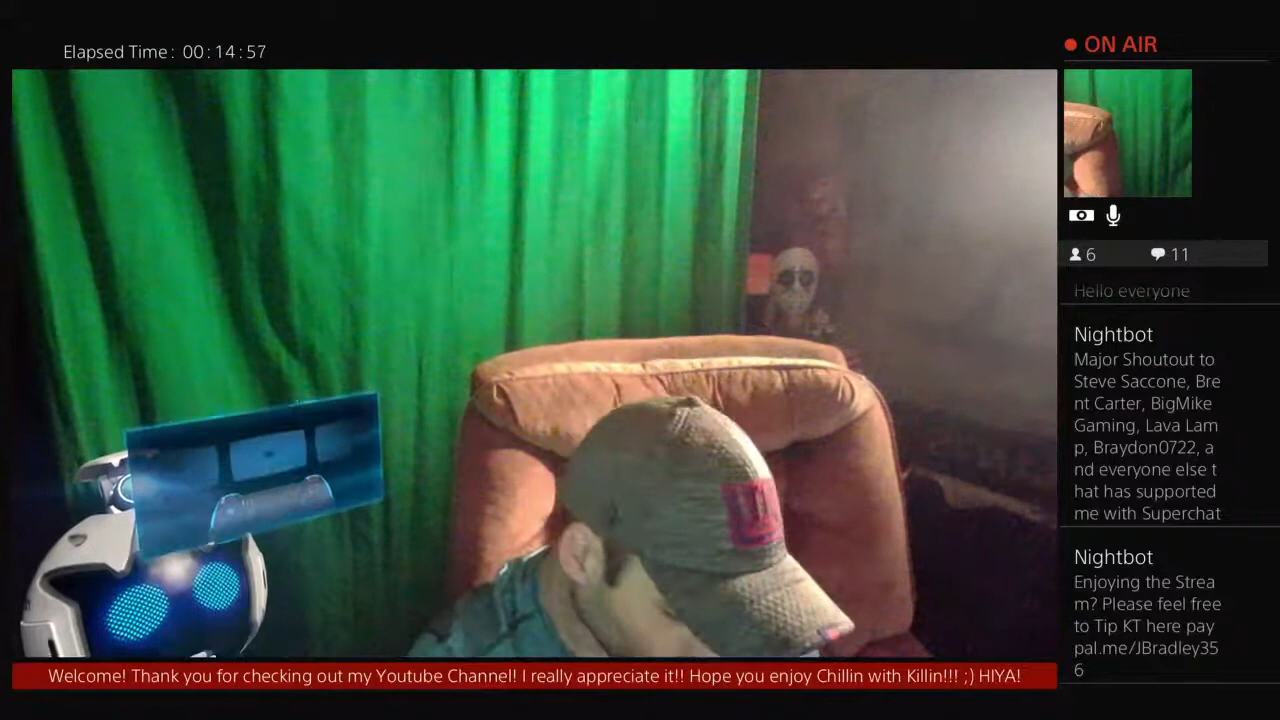 Elapsed Time: 00:14:57
ON AIR
6 11
Hello everyone
Nightbot
Major Shoutout to
Steve Saccone, Bre
nt Carter, BigMike
Gaming, Lava Lam
p, Braydon0722, a
nd everyone else t
hat has supported
me with Superchat
Nightbot
Enjoying the Strea
m? Please feel free
to Tip KT here pay
pal.me/JBradley35
6
Welcome! Thank you for checking out my Youtube Channel! I really appreciate it!! Hope you enjoy Chillin with Killin!!! ;) HIYA!